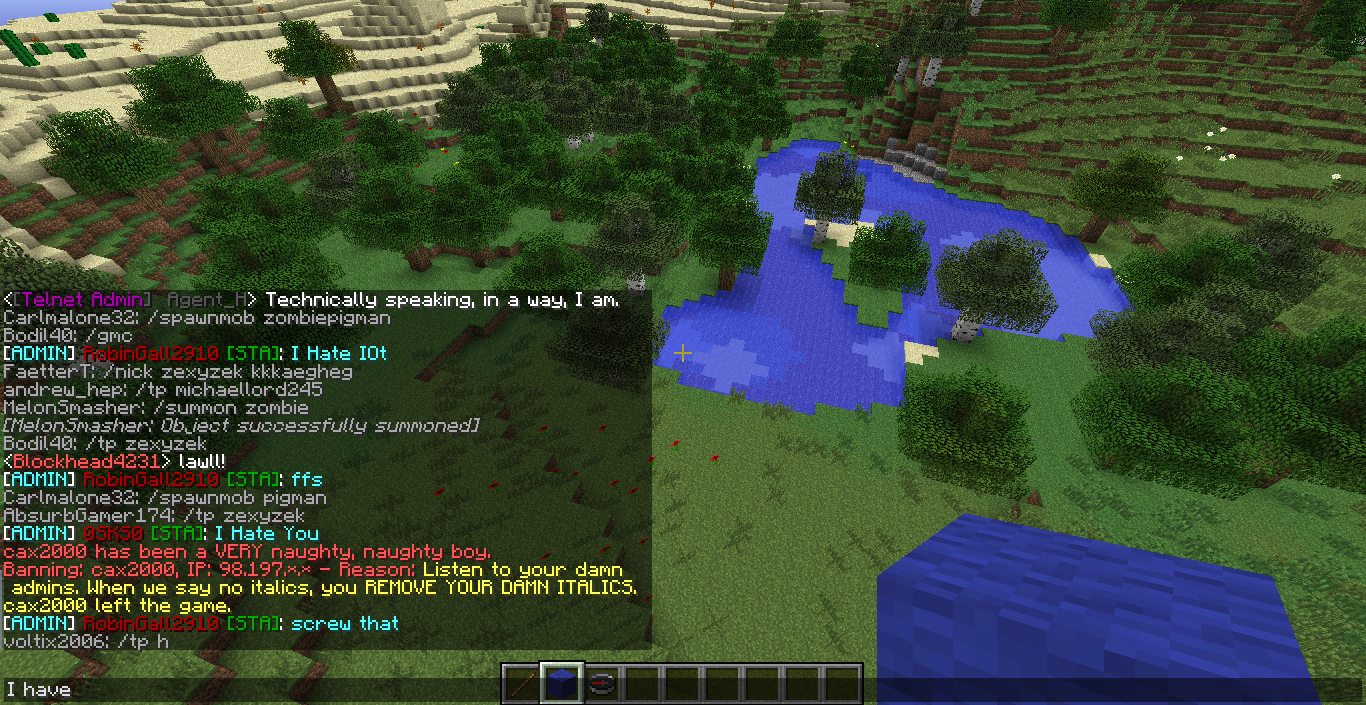 <[Telnet Admin] Agent_H> Technically speaking, in a way, I am.
Carlmalone32: /spawnmob zombiepigman
Bodil40: /gmc
[ADMIN] RobinGall2910 [STA]: I Hate IOt
FaetterT: /nick zexyzek kkkaegheg
andrew_hep: /tp michaellord245
MelonSmasher: /summon zombie
[MelonSmasher: Object successfully summoned]
Bodil40: /tp zexyzek
<Blockhead4231> lawll!
[ADMIN] RobinGall2910 [STA]: ffs
Carlmalone32: /spawnmob pigman
AbsurbGamer174: /tp zexyzek
[ADMIN] 0SKS0 [STA]: I Hate You
cax2000 has been a VERY naughty, naughty boy.
Banning: cax2000, IP: 98.197.*.* - Reason: Listen to your damn
admins. When we say no italics, you REMOVE YOUR DAMN ITALICS.
cax2000 left the game.
[ADMIN] RobinGall2910 [STA]: screw that
voltix2006: /tp h
I have